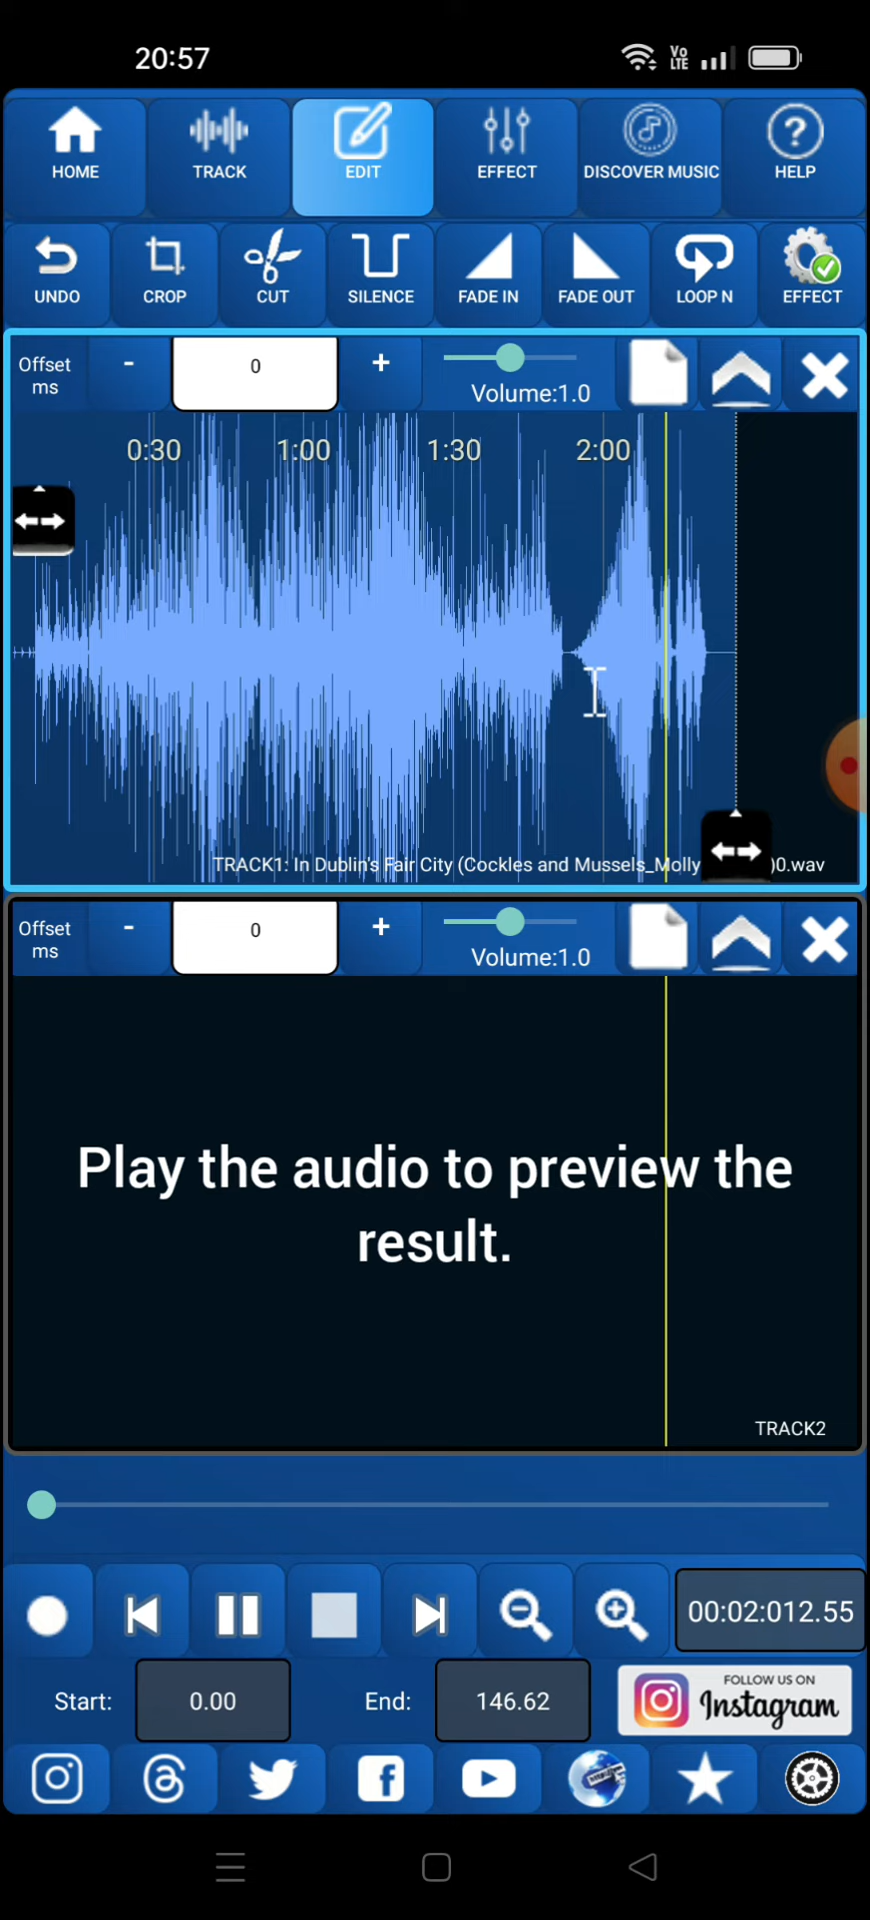 20:57
Vo LTE
HOME TRACK EDIT EFFECT DISCOVER MUSIC HELP
UNDO CROP CUT SILENCE FADE IN FADE OUT LOOP N EFFECT
Offset ms - 0 + Volume:1.0
0:30 1:00 1:30 2:00
TRACK1: In Dublin's Fair City (Cockles and Mussels_Molly )0.wav
Offset ms - 0 + Volume:1.0
Play the audio to preview the
result.
TRACK2
00:02:012.55
Start: 0.00 End: 146.62 FOLLOW US ON Instagram